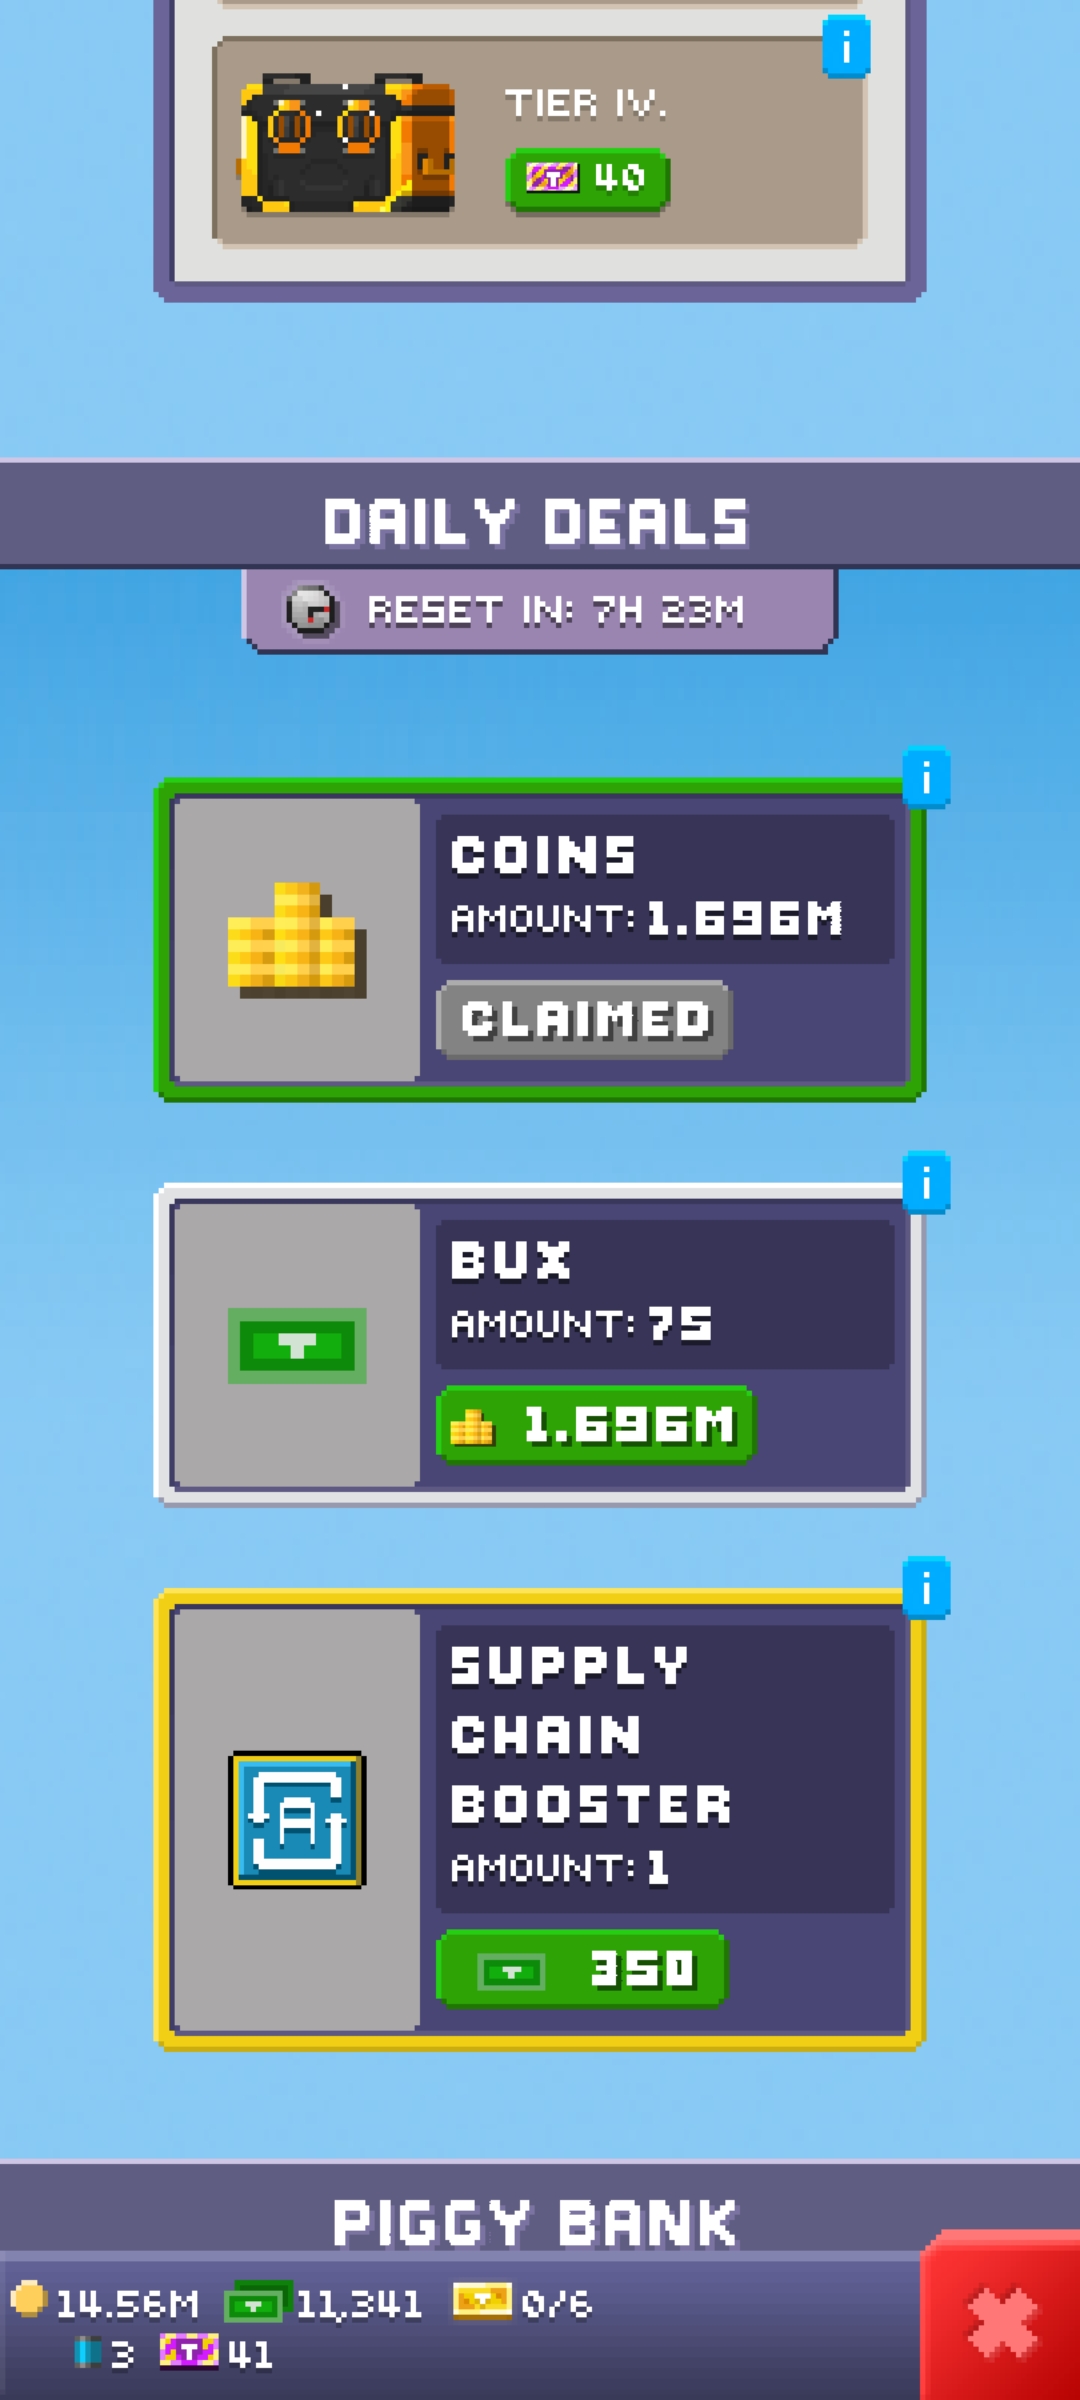 i
TIER IV.
T 40
DAILY DEALS
RESET IN: 7H 23M
i
COINS
AMOUNT: 1.696M
CLAIMED
i
BUX
AMOUNT: 75
T
1.696M
i
SUPPLY
CHAIN
BOOSTER
AMOUNT: 1
A
T 350
PIGGY BANK
14.56M T 11,341 T 0/6
3 T 41